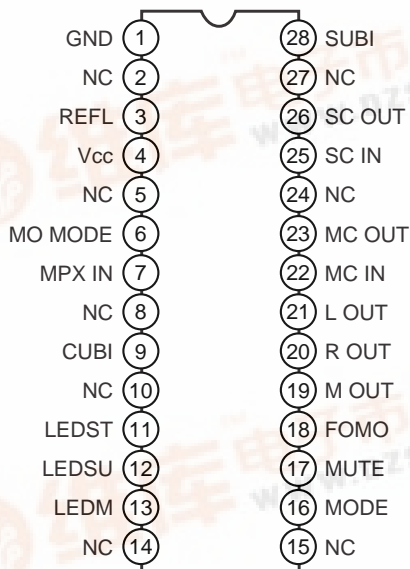 GND 1 28 SUBI
NC 2 27 NC
REFL 3 26 SC OUT
Vcc 4 25 SC IN
NC 5 24 NC
MO MODE 6 23 MC OUT
MPX IN 7 22 MC IN
NC 8 21 L OUT
CUBI 9 20 R OUT
NC 10 19 M OUT
LEDST 11 18 FOMO
LEDSU 12 17 MUTE
LEDM 13 16 MODE
NC 14 15 NC